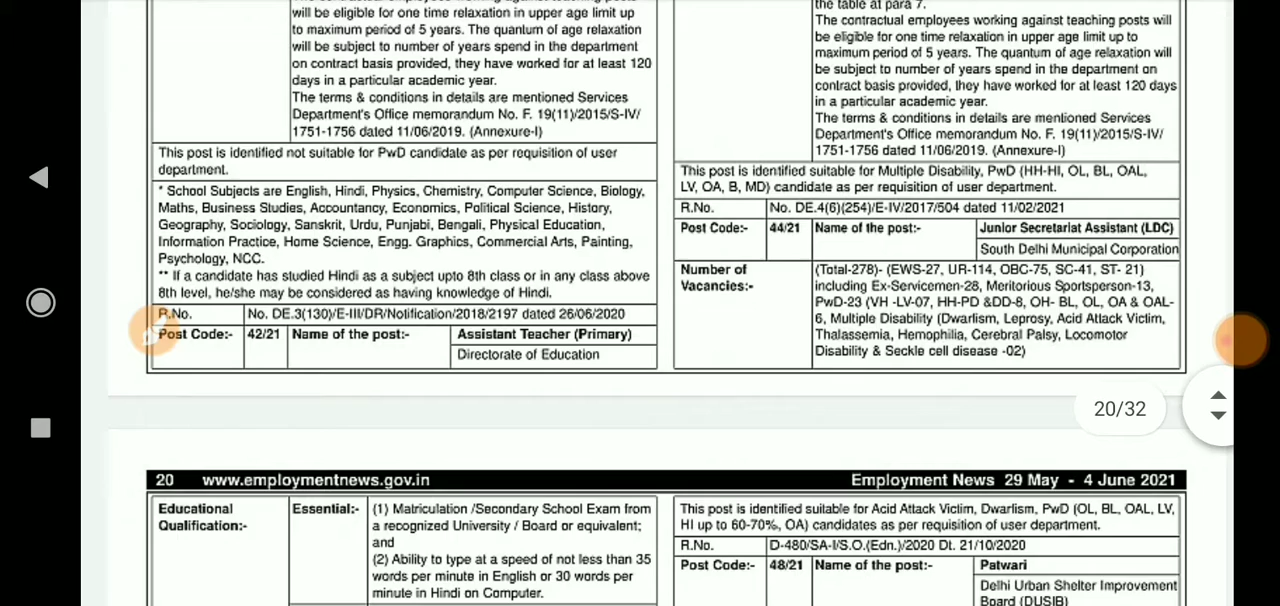 The contractual employees working against teaching posts
will be eligible for one time relaxation in upper age limit up
to maximum period of 5 years. The quantum of age relaxation
will be subject to number of years spend in the department
on contract basis provided, they have worked for at least 120
days in a particular academic year.
The terms & conditions in details are mentioned Services
Department's Office memorandum No. F. 19(11)/2015/S-IV/
1751-1756 dated 11/06/2019. (Annexure-I)
This post is identified not suitable for PwD candidate as per requisition of user
department.
* School Subjects are English, Hindi, Physics, Chemistry, Computer Science, Biology,
Maths, Business Studies, Accountancy, Economics, Political Science, History,
Geography, Sociology, Sanskrit, Urdu, Punjabi, Bengali, Physical Education,
Information Practice, Home Science, Engg. Graphics, Commercial Arts, Painting,
Psychology, NCC.
** If a candidate has studied Hindi as a subject upto 8th class or in any class above
8th level, he/she may be considered as having knowledge of Hindi.
R.No. No. DE.3(130)/E-III/DR/Notification/2018/2197 dated 26/06/2020
Post Code:- 42/21 Name of the post:- Assistant Teacher (Primary)
Directorate of Education
the table at para 7.
The contractual employees working against teaching posts will
be eligible for one time relaxation in upper age limit up to
maximum period of 5 years. The quantum of age relaxation will
be subject to number of years spend in the department on
contract basis provided, they have worked for at least 120 days
in a particular academic year.
The terms & conditions in details are mentioned Services
Department's Office memorandum No. F. 19(11)/2015/S-IV/
1751-1756 dated 11/06/2019. (Annexure-I)
This post is identified suitable for Multiple Disability, PwD (HH-HI, OL, BL, OAL,
LV, OA, B, MD) candidate as per requisition of user department.
R.No. No. DE.4(6)(254)/E-IV/2017/504 dated 11/02/2021
Post Code:- 44/21 Name of the post:- Junior Secretariat Assistant (LDC)
South Delhi Municipal Corporation
Number of Vacancies:- (Total-278)- (EWS-27, UR-114, OBC-75, SC-41, ST- 21)
including Ex-Servicemen-28, Meritorious Sportsperson-13,
PwD-23 (VH -LV-07, HH-PD &DD-8, OH- BL, OL, OA & OAL-
6, Multiple Disability (Dwarlism, Leprosy, Acid Attack Victim,
Thalassemia, Hemophilia, Cerebral Palsy, Locomotor
Disability & Seckle cell disease -02)
20/32
20 www.employmentnews.gov.in Employment News 29 May - 4 June 2021
Educational Qualification:- Essential:- (1) Matriculation /Secondary School Exam from
a recognized University / Board or equivalent;
and
(2) Ability to type at a speed of not less than 35
words per minute in English or 30 words per
minute in Hindi on Computer.
This post is identified suitable for Acid Attack Victim, Dwarlism, PwD (OL, BL, OAL, LV,
HI up to 60-70%, OA) candidates as per requisition of user department.
R.No. D-480/SA-I/S.O.(Edn.)/2020 Dt. 21/10/2020
Post Code:- 48/21 Name of the post:- Patwari
Delhi Urban Shelter Improvement
Board (DUSIB)